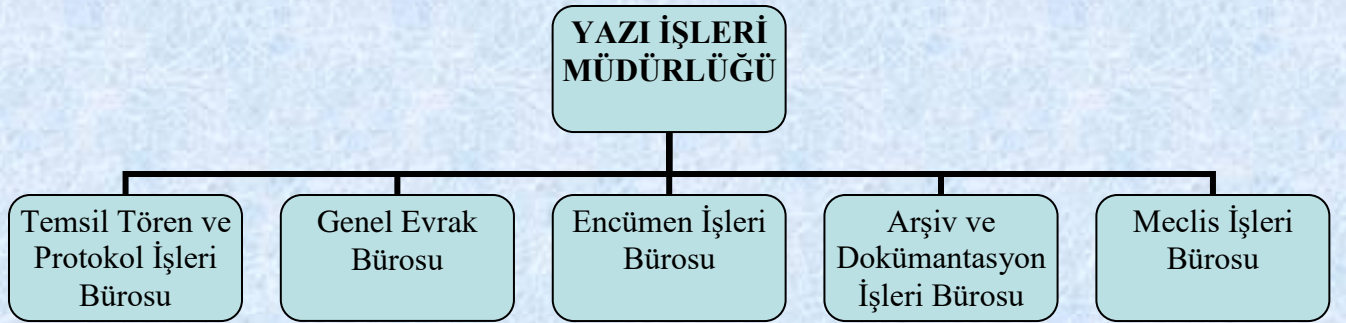 YAZI İŞLERİ
MÜDÜRLÜĞÜ
Temsil Tören ve
Protokol İşleri
Bürosu
Genel Evrak
Bürosu
Encümen İşleri
Bürosu
Arşiv ve
Dokümantasyon
İşleri Bürosu
Meclis İşleri
Bürosu